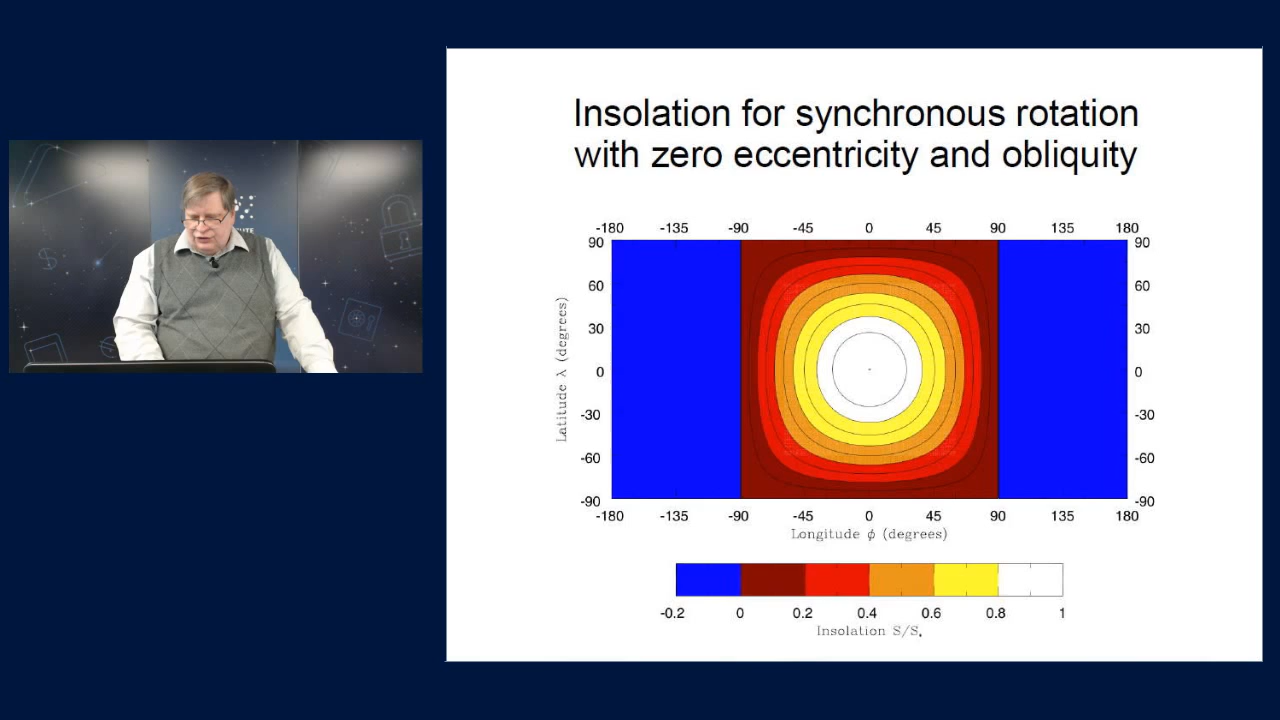 Insolation for synchronous rotation
with zero eccentricity and obliquity
-180 -135 -90 -45 0 45 90 135 180
90 90
60 60
30 30
0 0
-30 -30
-60 -60
-90 -90
-180 -135 -90 -45 0 45 90 135 180
Latitude λ (degrees)
Longitude ϕ (degrees)
-0.2 0 0.2 0.4 0.6 0.8 1
Insolation S/S